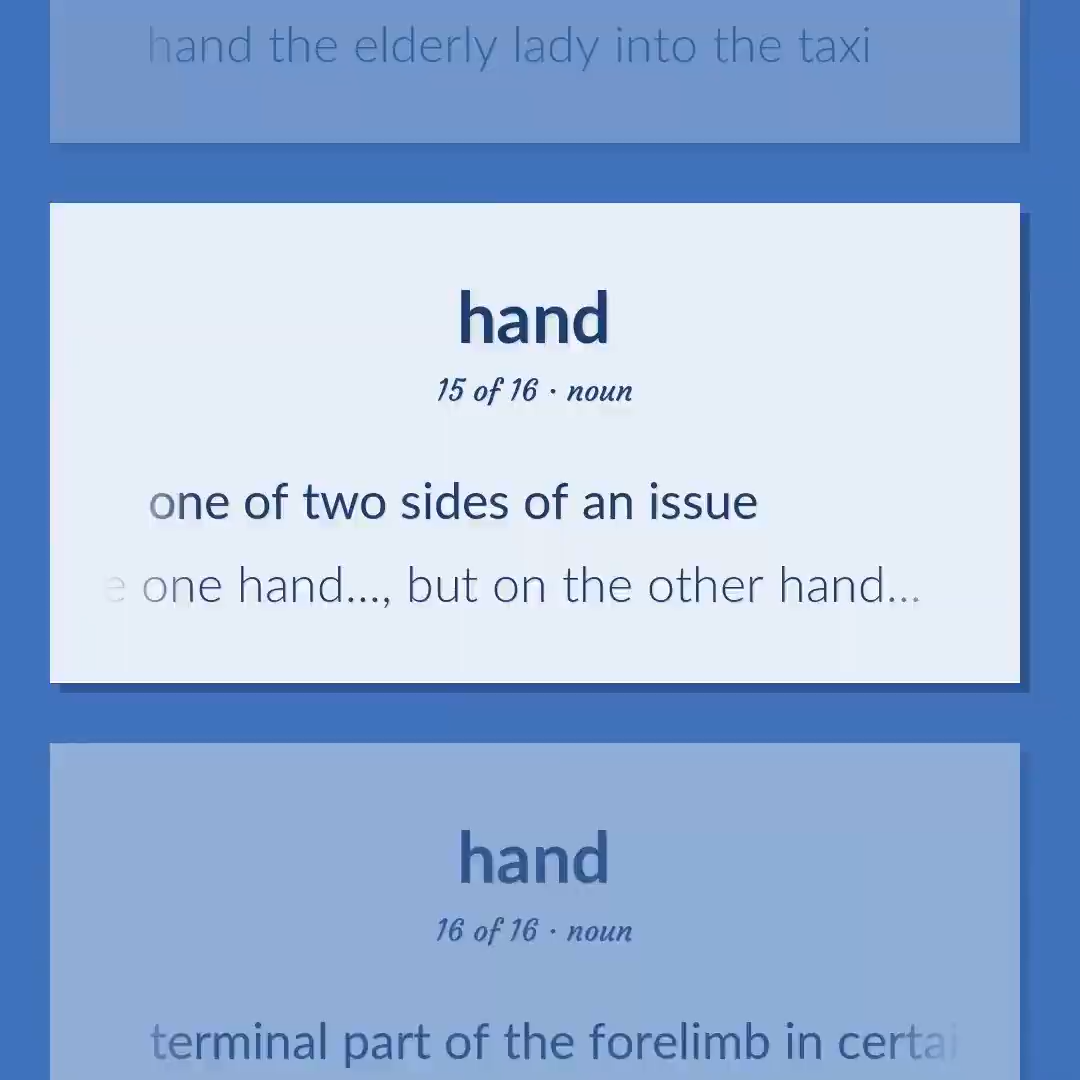 hand the elderly lady into the taxi
hand
15 of 16 · noun
one of two sides of an issue
e one hand..., but on the other hand...
hand
16 of 16 · noun
terminal part of the forelimb in certai